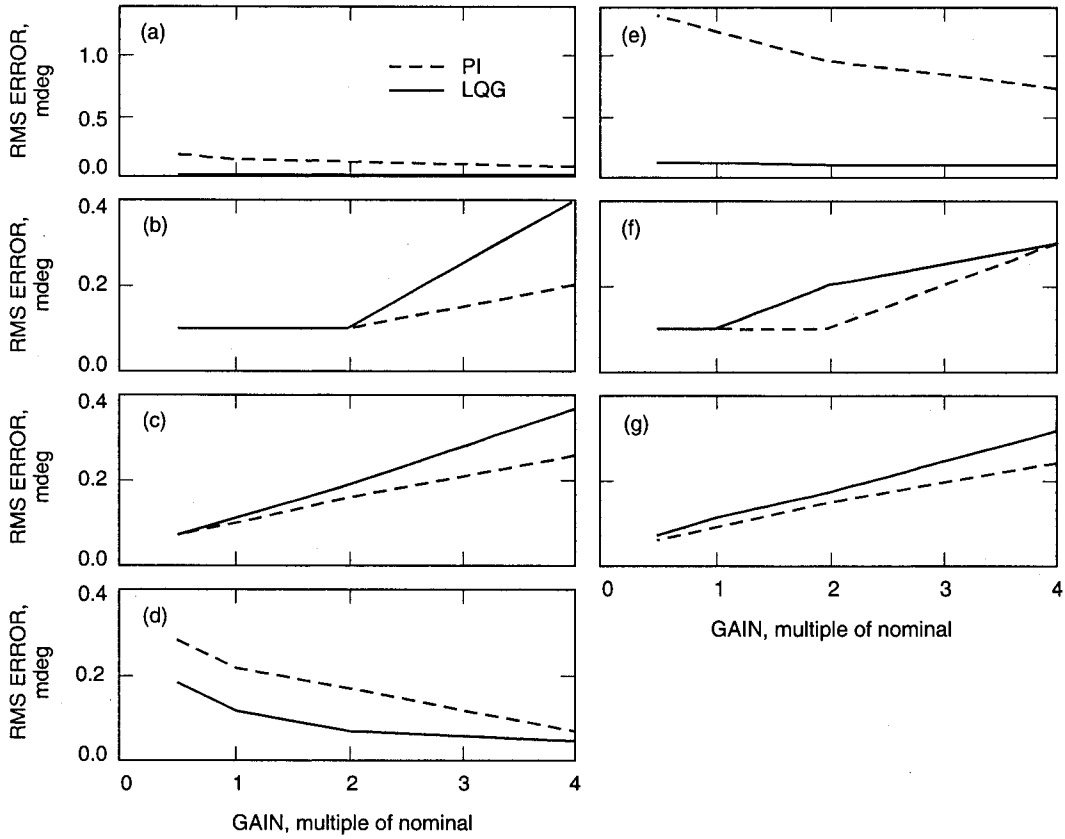 (a)
RMS ERROR,
mdeg
1.0
0.5
0.0
PI
LQG
(e)
(b)
RMS ERROR,
mdeg
0.4
0.2
0.0
(f)
(c)
RMS ERROR,
mdeg
0.4
0.2
0.0
(g)
0 1 2 3 4
GAIN, multiple of nominal
(d)
RMS ERROR,
mdeg
0.4
0.2
0.0
0 1 2 3 4
GAIN, multiple of nominal